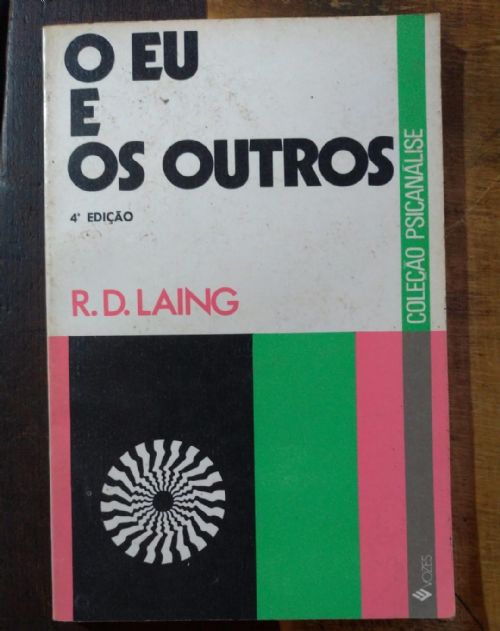 O EU
E
OS OUTROS
4ª EDIÇÃO
R. D. LAING
COLEÇÃO PSICANÁLISE
VOZES